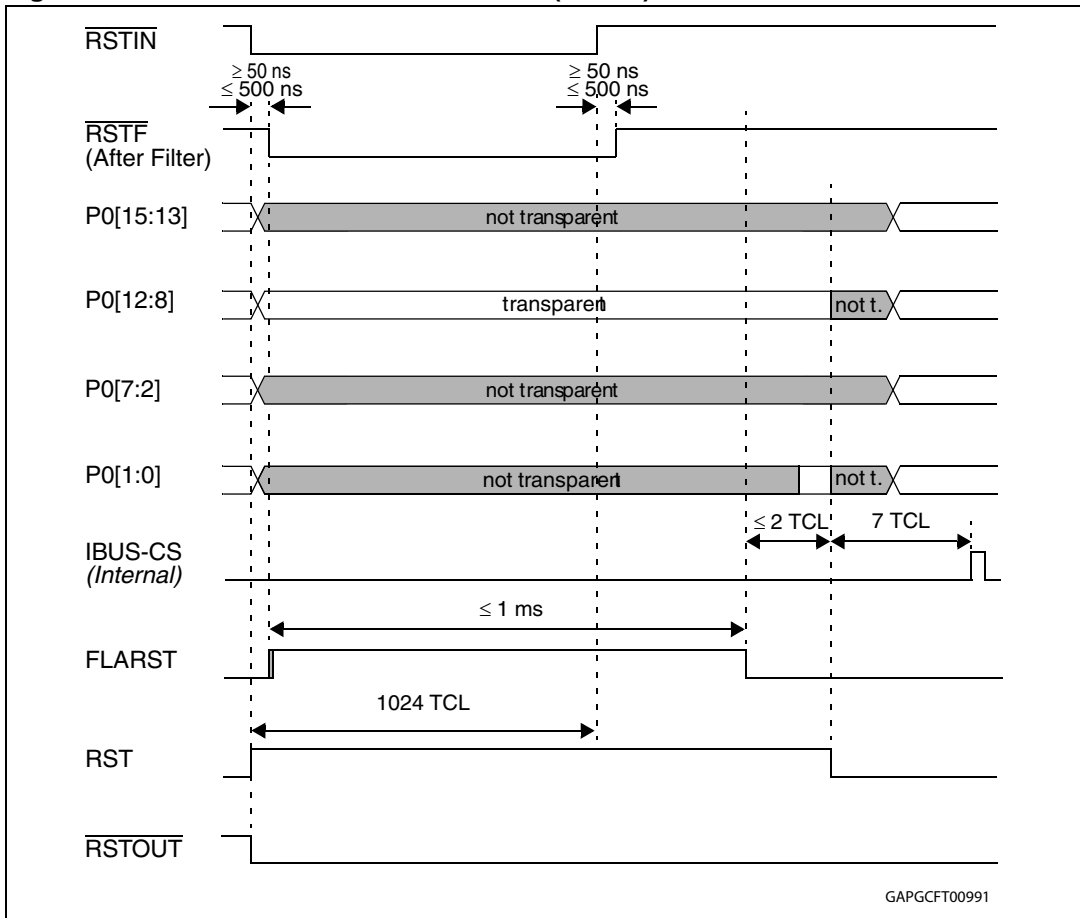 RSTIN
≥ 50 ns
≤ 500 ns
≥ 50 ns
≤ 500 ns
RSTF
(After Filter)
P0[15:13]
not transparent
P0[12:8]
transparent
not t.
P0[7:2]
not transparent
P0[1:0]
not transparent
not t.
≤ 2 TCL
7 TCL
IBUS-CS
(Internal)
≤ 1 ms
FLARST
1024 TCL
RST
RSTOUT
GAPGCFT00991